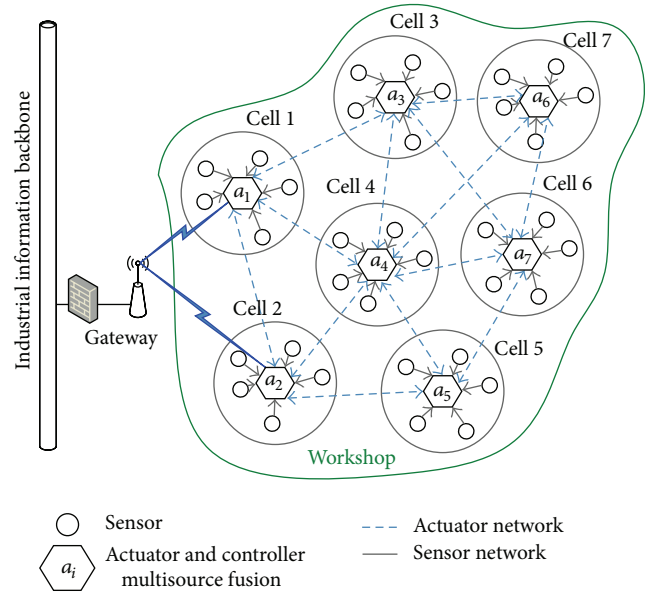 Industrial information backbone
Gateway
Cell 1
a1
Cell 2
a2
Cell 3
a3
Cell 4
a4
Cell 5
a5
Cell 6
a7
Cell 7
a6
Workshop
Sensor
ai
Actuator and controller
multisource fusion
Actuator network
Sensor network